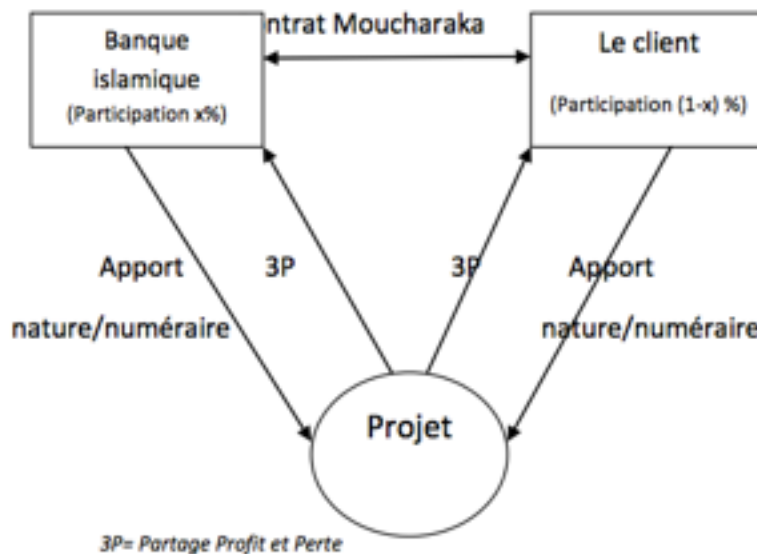 ntrat Moucharaka
Banque
islamique
(Participation x%)
Le client
(Participation (1-x) %)
Apport
nature/numéraire
3P
3P
Apport
nature/numéraire
Projet
3P= Partage Profit et Perte